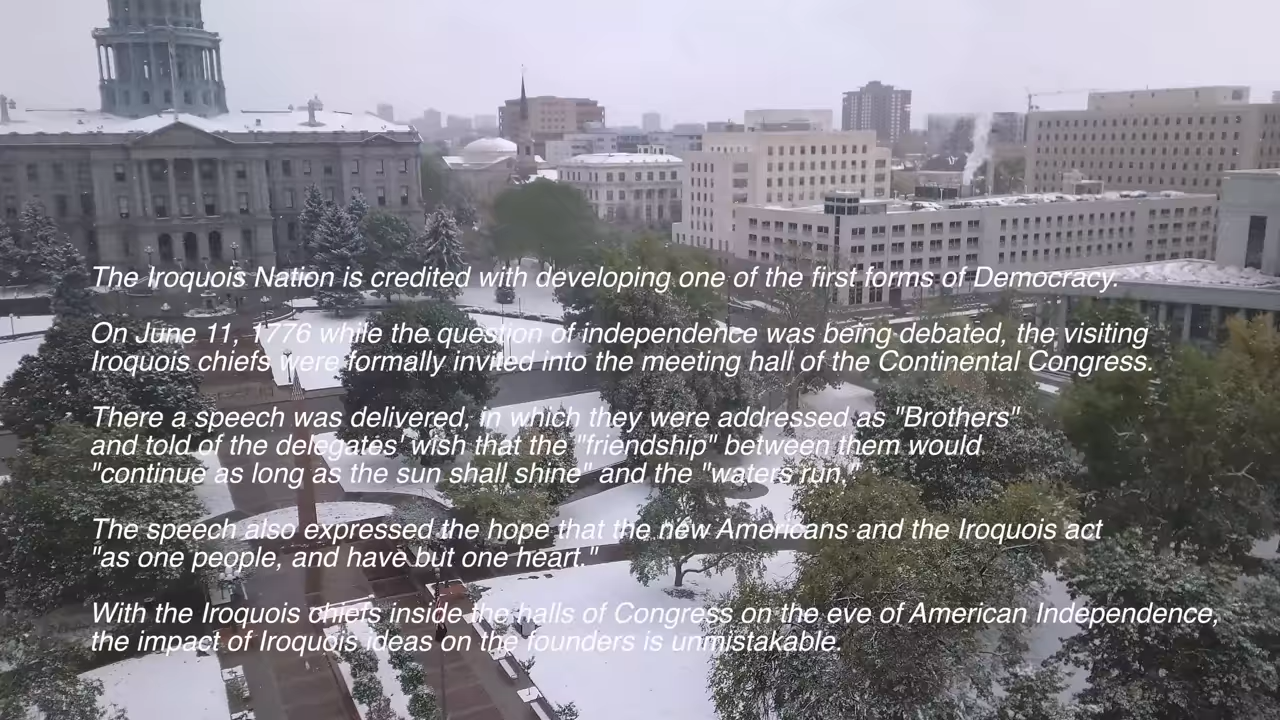 The Iroquois Nation is credited with developing one of the first forms of Democracy.
On June 11, 1776 while the question of independence was being debated, the visiting
Iroquois chiefs were formally invited into the meeting hall of the Continental Congress.
There a speech was delivered, in which they were addressed as "Brothers"
and told of the delegates' wish that the "friendship" between them would
"continue as long as the sun shall shine" and the "waters run."
The speech also expressed the hope that the new Americans and the Iroquois act
"as one people, and have but one heart."
With the Iroquois chiefs inside the halls of Congress on the eve of American Independence,
the impact of Iroquois ideas on the founders is unmistakable.